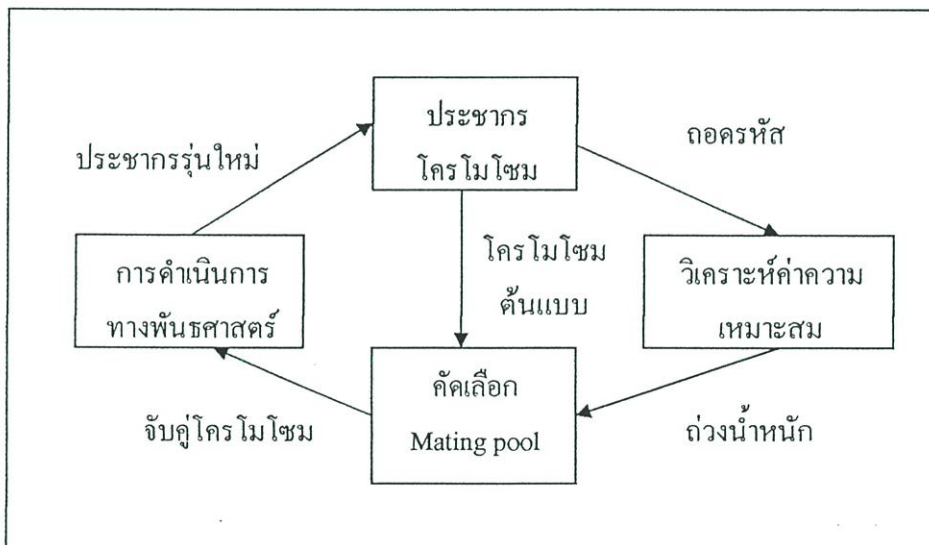 ประชากร
โครโมโซม
ถอดรหัส
ประชากรรุ่นใหม่
โครโมโซม
ต้นแบบ
การดำเนินการ
ทางพันธศาสตร์
วิเคราะห์ค่าความ
เหมาะสม
คัดเลือก
Mating pool
จับคู่โครโมโซม
ถ่วงน้ำหนัก